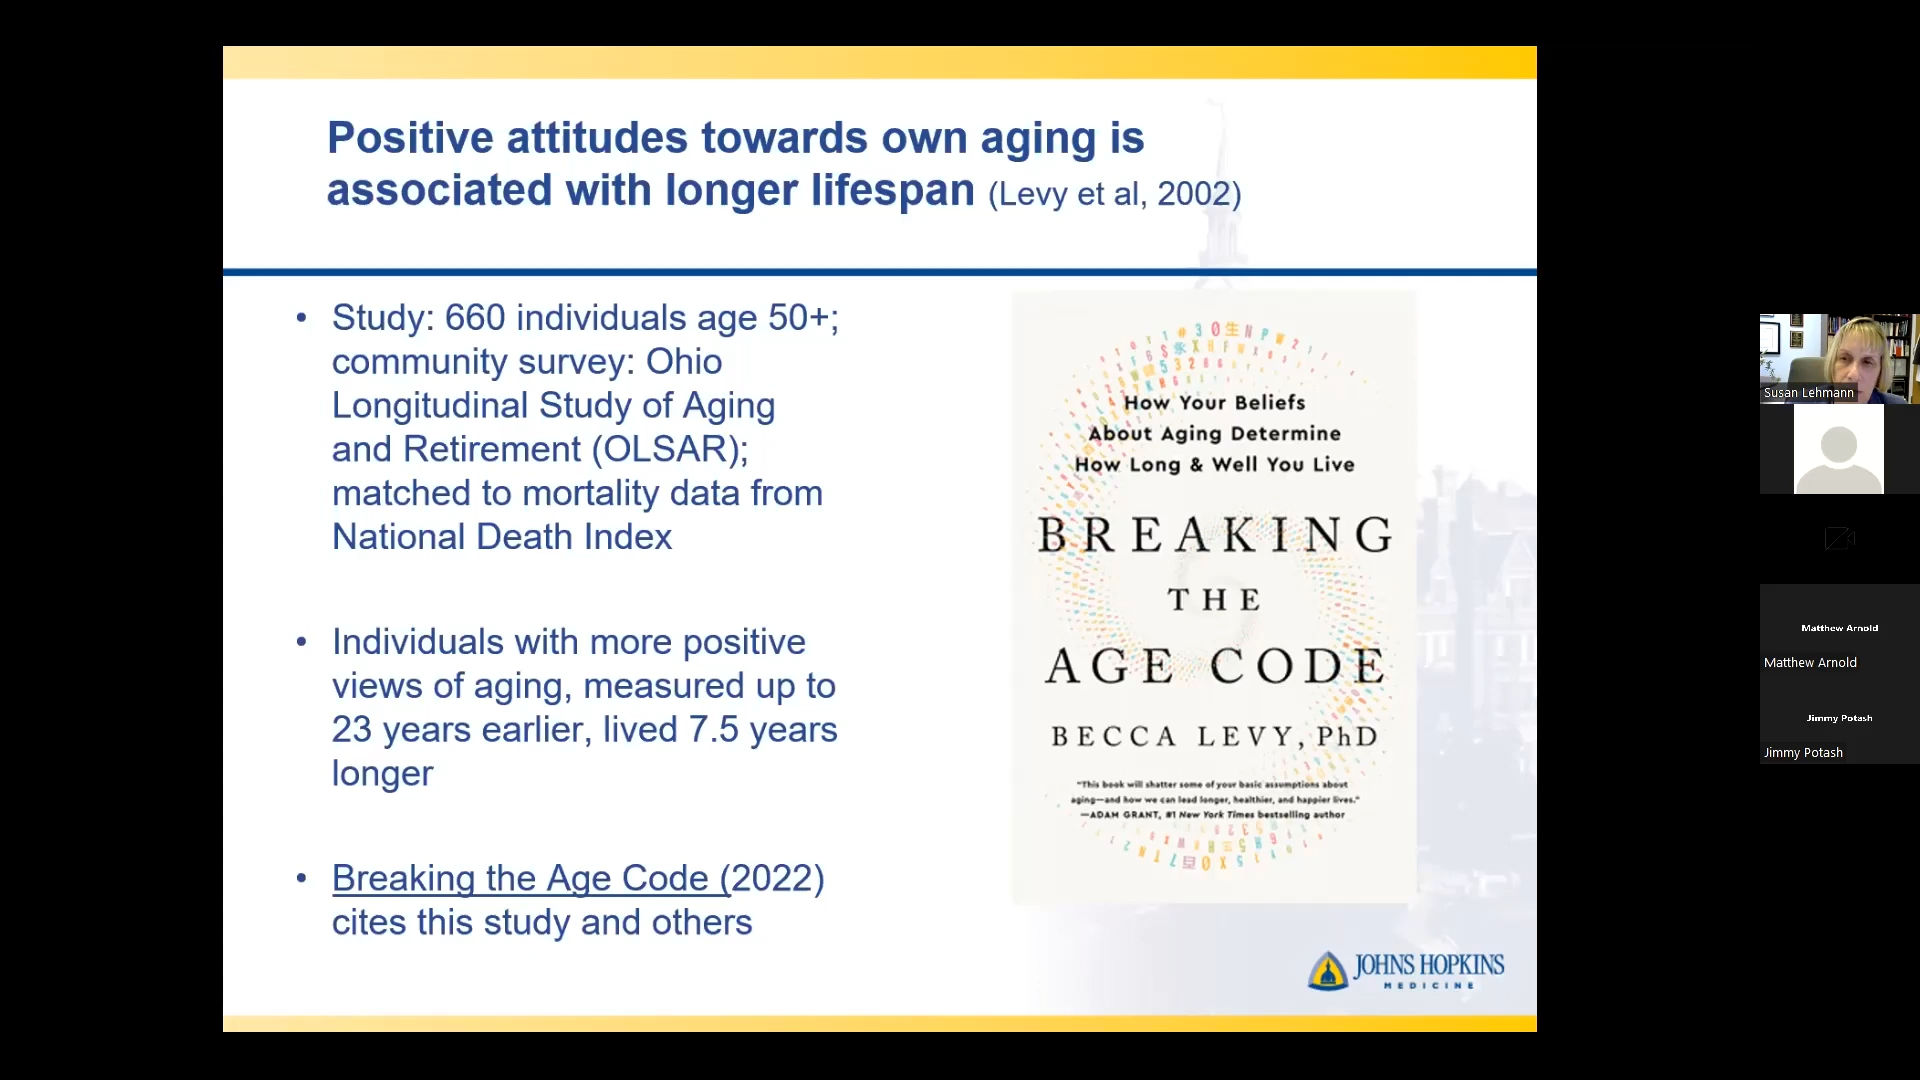 Positive attitudes towards own aging is
associated with longer lifespan (Levy et al, 2002)
• Study: 660 individuals age 50+;
community survey: Ohio
Longitudinal Study of Aging
and Retirement (OLSAR);
matched to mortality data from
National Death Index
• Individuals with more positive
views of aging, measured up to
23 years earlier, lived 7.5 years
longer
• Breaking the Age Code (2022)
cites this study and others
How Your Beliefs
About Aging Determine
How Long & Well You Live
BREAKING
THE
AGE CODE
BECCA LEVY, PhD
"This book will shatter some of your basic assumptions about
aging—and how we can lead longer, healthier, and happier lives."
—ADAM GRANT, #1 New York Times bestselling author
JOHNS HOPKINS
MEDICINE
Susan Lehmann
Matthew Arnold
Matthew Arnold
Jimmy Potash
Jimmy Potash